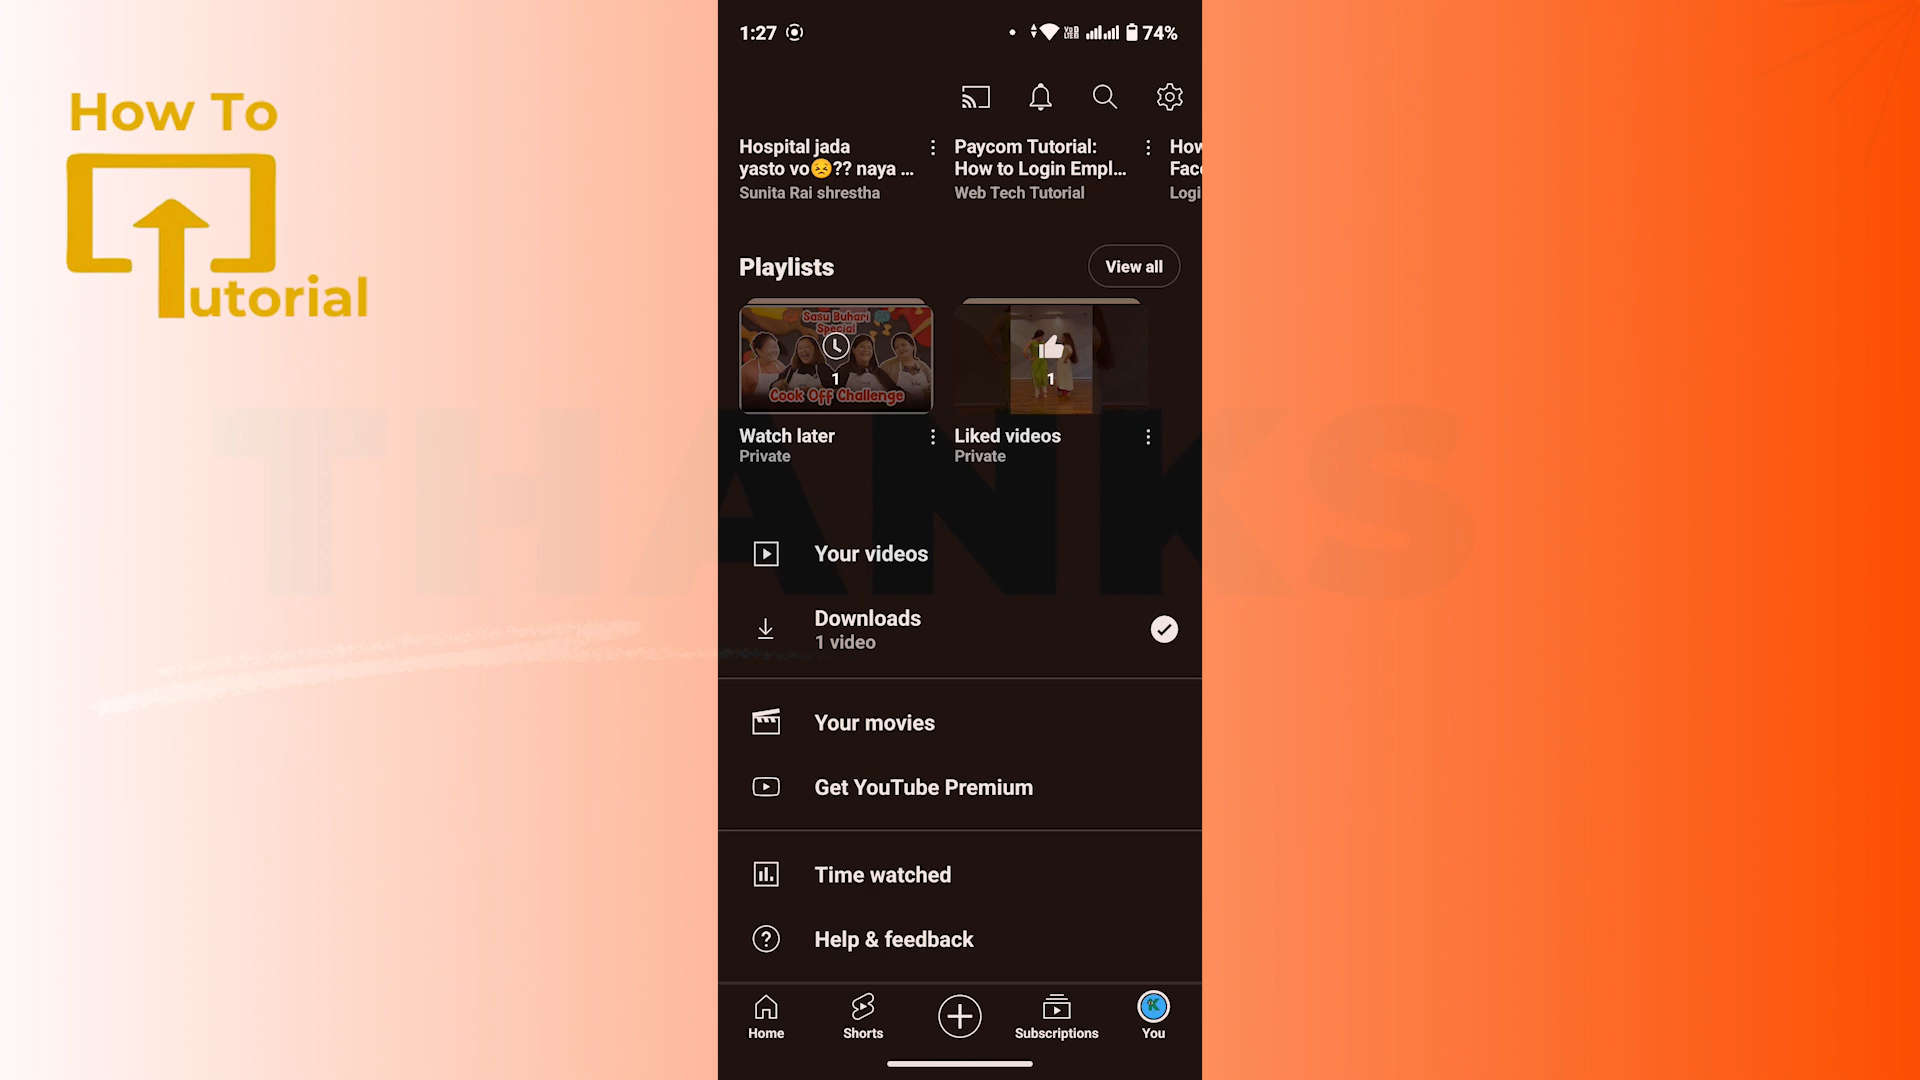 How To
utorial
THANKS
1:27
74%
Hospital jada
yasto vo😣?? naya ...
Sunita Rai shrestha
Paycom Tutorial:
How to Login Empl...
Web Tech Tutorial
How
Fac
Logi
Playlists
View all
Sasu Buhari
Special
1
Cook Off Challenge
1
Watch later
Private
Liked videos
Private
Your videos
Downloads
1 video
Your movies
Get YouTube Premium
Time watched
Help & feedback
Home
Shorts
Subscriptions
You